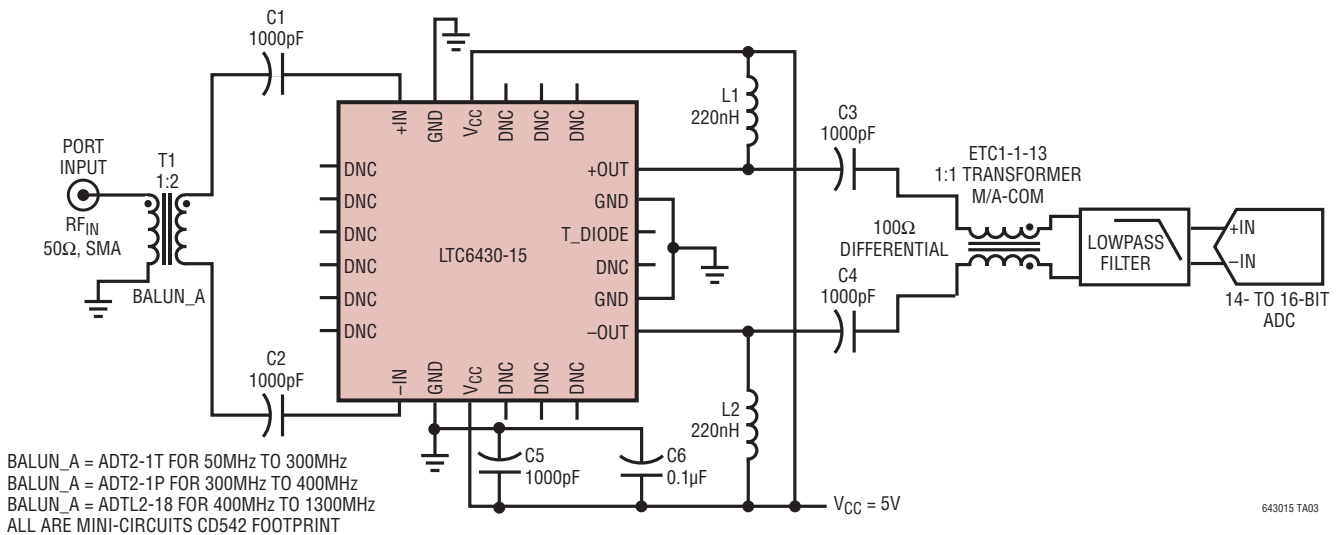 C1
1000pF
PORT
INPUT
T1
1:2
RFIN
50Ω, SMA
BALUN_A
C2
1000pF
+IN
GND
VCC
DNC
DNC
DNC
DNC
DNC
DNC
DNC
DNC
DNC
LTC6430-15
+OUT
GND
T_DIODE
DNC
GND
–OUT
–IN
GND
VCC
DNC
DNC
DNC
L1
220nH
C3
1000pF
ETC1-1-13
1:1 TRANSFORMER
M/A-COM
100Ω
DIFFERENTIAL
C4
1000pF
LOWPASS
FILTER
+IN
–IN
14- TO 16-BIT
ADC
L2
220nH
C5
1000pF
C6
0.1µF
VCC = 5V
BALUN_A = ADT2-1T FOR 50MHz TO 300MHz
BALUN_A = ADT2-1P FOR 300MHz TO 400MHz
BALUN_A = ADTL2-18 FOR 400MHz TO 1300MHz
ALL ARE MINI-CIRCUITS CD542 FOOTPRINT
643015 TA03